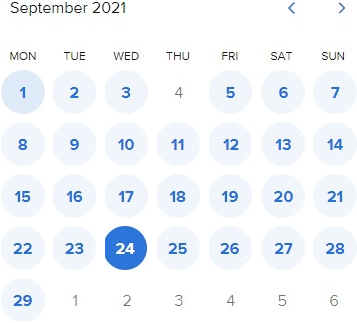 September 2021
MON TUE WED THU FRI SAT SUN
1 2 3 4 5 6 7
8 9 10 11 12 13 14
15 16 17 18 19 20 21
22 23 24 25 26 27 28
29 1 2 3 4 5 6